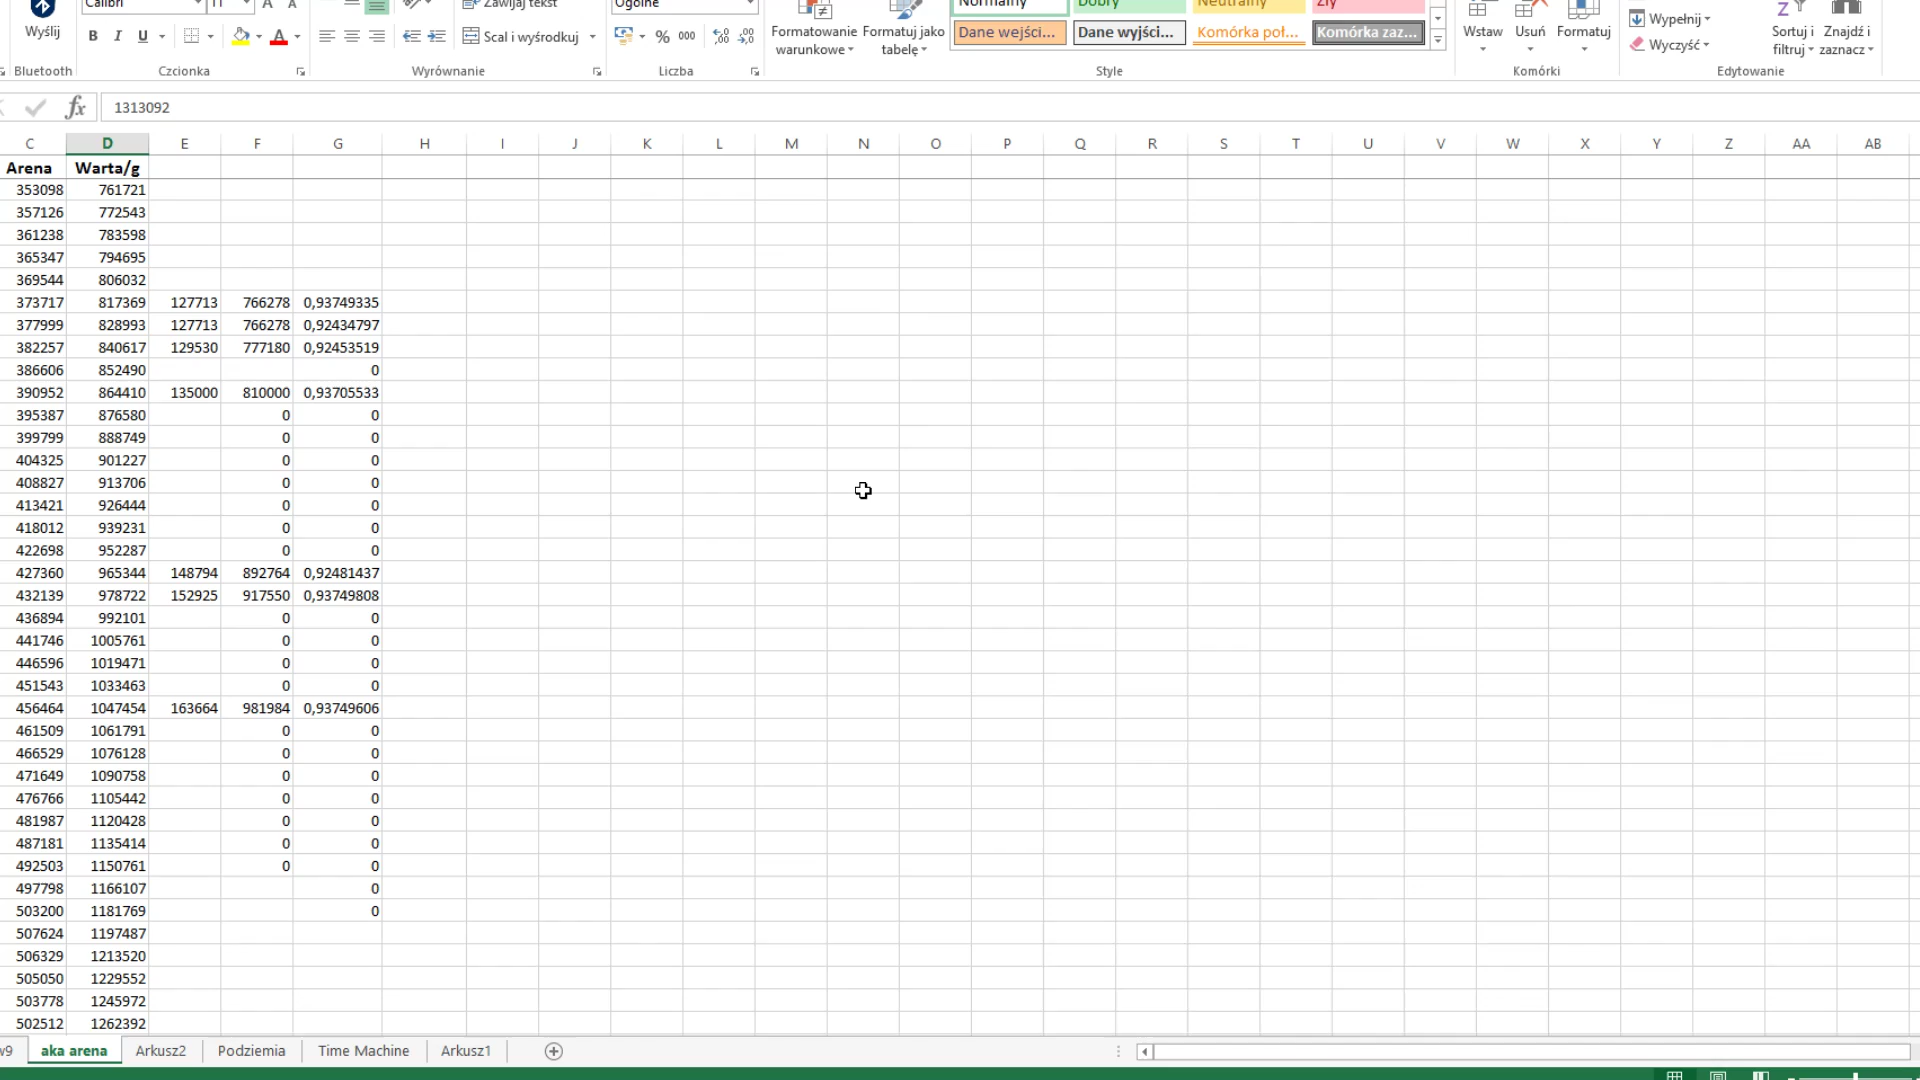 Calibri 11 A A Zawijaj tekst Ogólne Normalny Dobry Neutralny Zły
Wyślij B I U A Scal i wyśrodkuj % 000 Formatowanie warunkowe Formatuj jako tabelę Dane wejści... Dane wyjści... Komórka poł... Komórka zaz... Wstaw Usuń Formatuj Wypełnij Wyczyść Sortuj i filtruj Znajdź i zaznacz
Bluetooth Czcionka Wyrównanie Liczba Style Komórki Edytowanie
fx 1313092
C D E F G H I J K L M N O P Q R S T U V W X Y Z AA AB
Arena Warta/g
353098 761721
357126 772543
361238 783598
365347 794695
369544 806032
373717 817369 127713 766278 0,93749335
377999 828993 127713 766278 0,92434797
382257 840617 129530 777180 0,92453519
386606 852490 0
390952 864410 135000 810000 0,93705533
395387 876580 0 0
399799 888749 0 0
404325 901227 0 0
408827 913706 0 0
413421 926444 0 0
418012 939231 0 0
422698 952287 0 0
427360 965344 148794 892764 0,92481437
432139 978722 152925 917550 0,93749808
436894 992101 0 0
441746 1005761 0 0
446596 1019471 0 0
451543 1033463 0 0
456464 1047454 163664 981984 0,93749606
461509 1061791 0 0
466529 1076128 0 0
471649 1090758 0 0
476766 1105442 0 0
481987 1120428 0 0
487181 1135414 0 0
492503 1150761 0 0
497798 1166107 0
503200 1181769 0
507624 1197487
506329 1213520
505050 1229552
503778 1245972
502512 1262392
w9 aka arena Arkusz2 Podziemia Time Machine Arkusz1